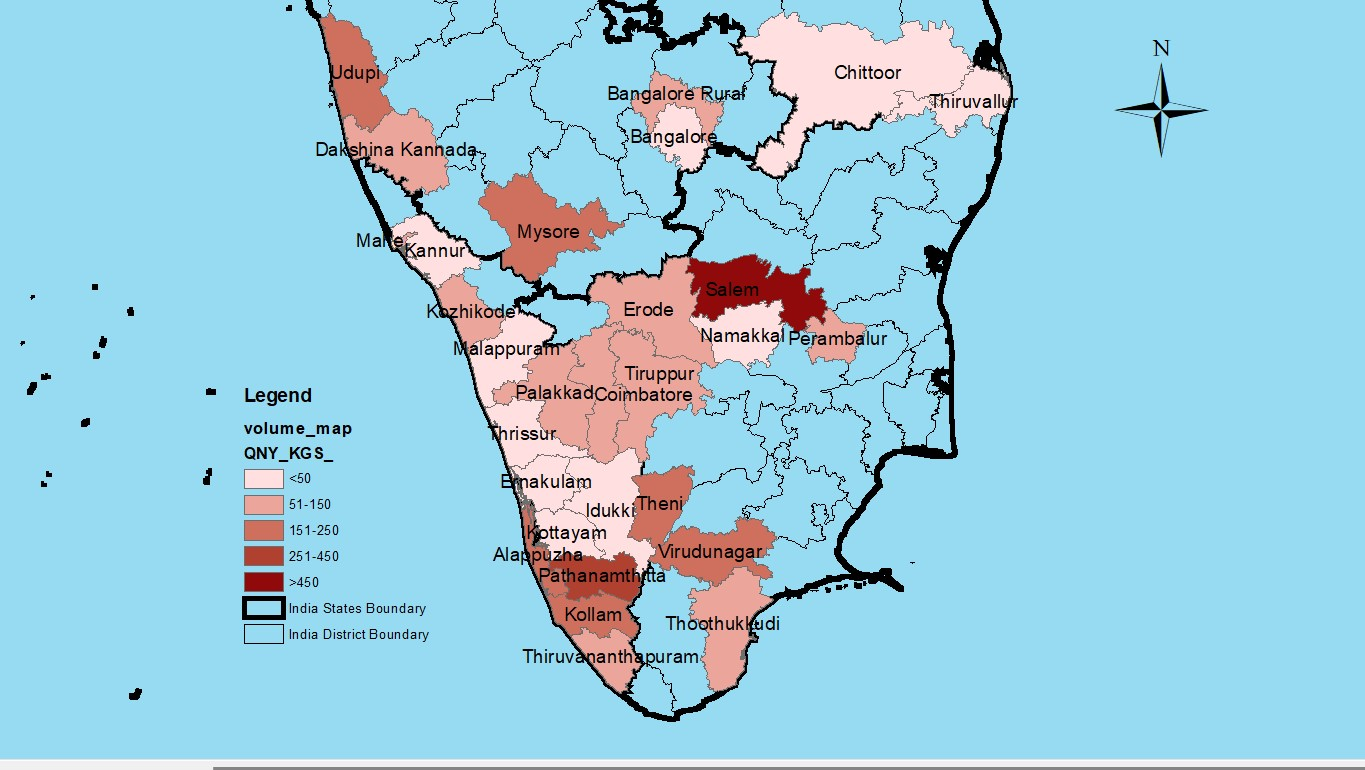 N
Udupi
Chittoor
Bangalore Rural
Thiruvallur
Bangalore
Dakshina Kannada
Mysore
Mahe
Kannur
Salem
Kozhikode
Erode
Namakkal
Perambalur
Malappuram
Tiruppur
Palakkad
Coimbatore
Legend
volume_map
Thrissur
QNY_KGS_
<50
Ernakulam
51-150
Theni
Idukki
151-250
Kottayam
Alappuzha
Virudunagar
251-450
Pathanamthitta
>450
India States Boundary
Kollam
Thoothukkudi
India District Boundary
Thiruvananthapuram